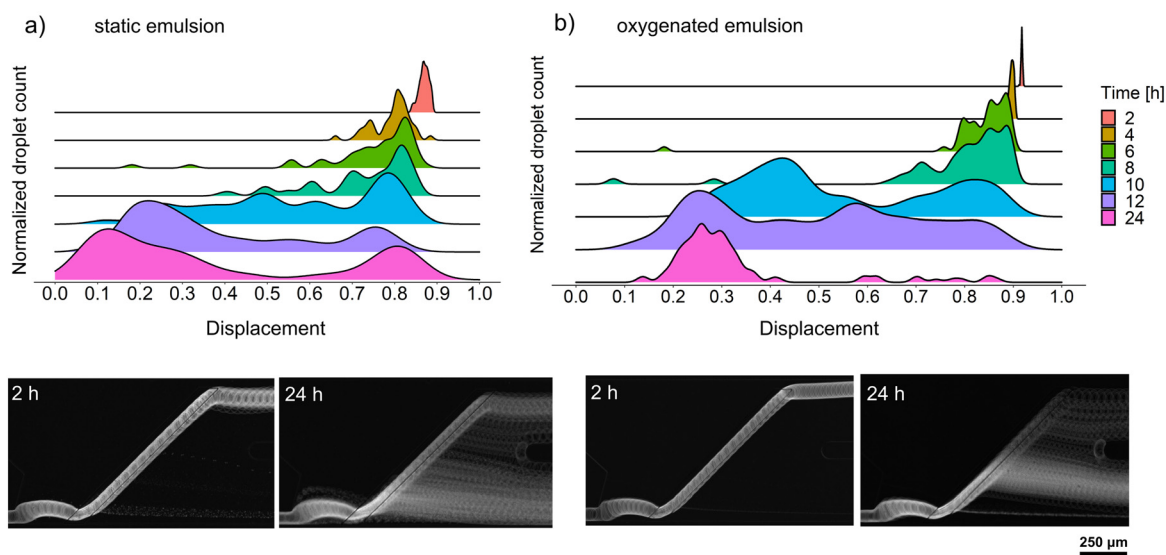 a) static emulsion
b) oxygenated emulsion
Normalized droplet count
0.0 0.1 0.2 0.3 0.4 0.5 0.6 0.7 0.8 0.9 1.0
Displacement
Normalized droplet count
0.0 0.1 0.2 0.3 0.4 0.5 0.6 0.7 0.8 0.9 1.0
Displacement
Time [h]
2
4
6
8
10
12
24
2 h
24 h
2 h
24 h
250 µm